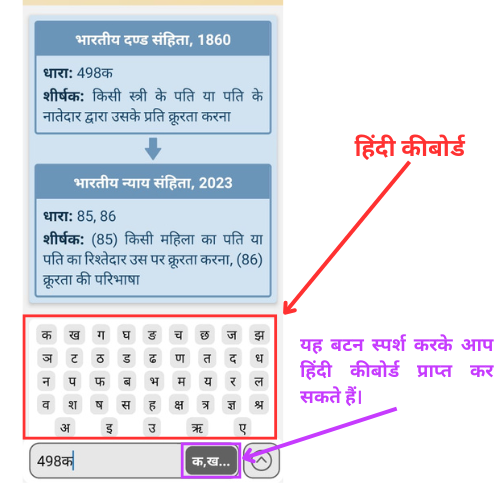 भारतीय दण्ड संहिता, 1860
धारा: 498क
शीर्षक: किसी स्त्री के पति या पति के
नातेदार द्वारा उसके प्रति क्रूरता करना
भारतीय न्याय संहिता, 2023
धारा: 85, 86
शीर्षक: (85) किसी महिला का पति या
पति का रिश्तेदार उस पर क्रूरता करना, (86)
क्रूरता की परिभाषा
हिंदी कीबोर्ड
क ख ग घ ङ च छ ज झ
ञ ट ठ ड ढ ण त द ध
न प फ ब भ म य र ल
व श ष स ह क्ष त्र ज्ञ श्र
अ इ उ ऋ ए
यह बटन स्पर्श करके आप
हिंदी कीबोर्ड प्राप्त कर
सकते हैं।
498क क,ख...